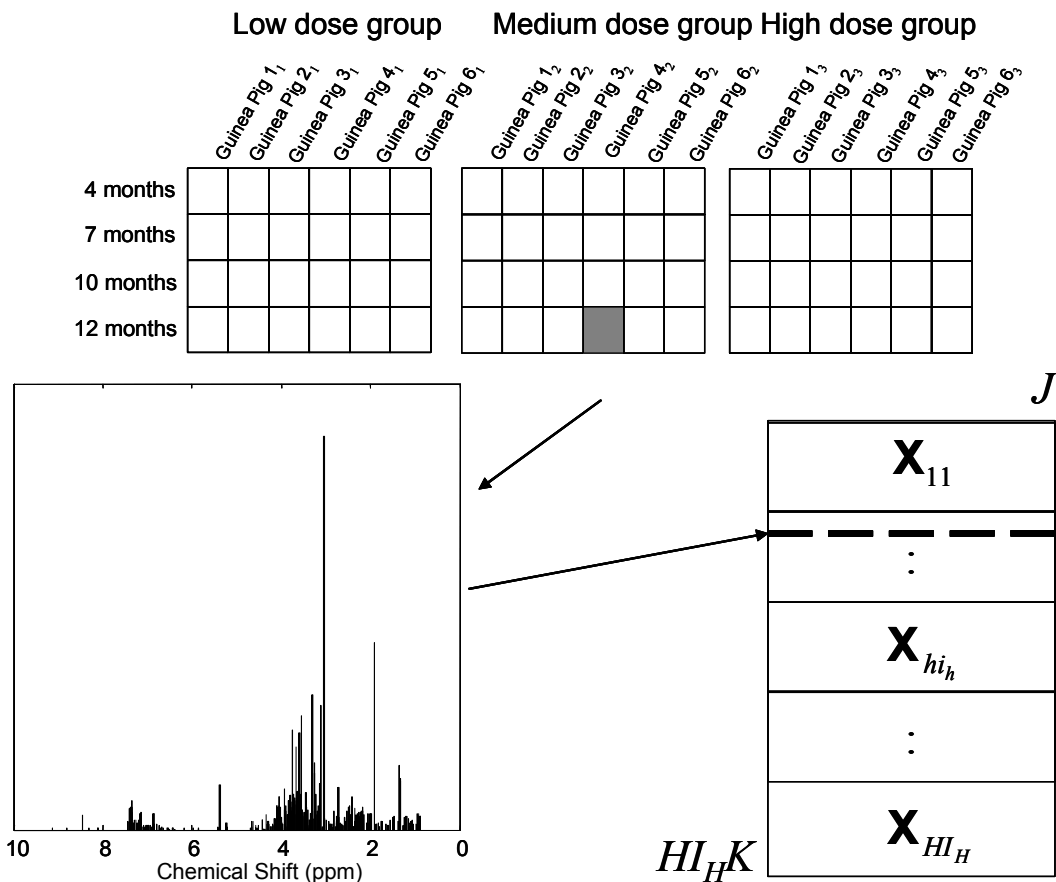 Low dose group
Medium dose group
High dose group
Guinea Pig 1₁
Guinea Pig 2₁
Guinea Pig 3₁
Guinea Pig 4₁
Guinea Pig 5₁
Guinea Pig 6₁
Guinea Pig 1₂
Guinea Pig 2₂
Guinea Pig 3₂
Guinea Pig 4₂
Guinea Pig 5₂
Guinea Pig 6₂
Guinea Pig 1₃
Guinea Pig 2₃
Guinea Pig 3₃
Guinea Pig 4₃
Guinea Pig 5₃
Guinea Pig 6₃
4 months
7 months
10 months
12 months
10 8 6 4 2 0
Chemical Shift (ppm)
J
X₁₁
:
X_{hi_h}
:
X_{HI_H}
HI_HK